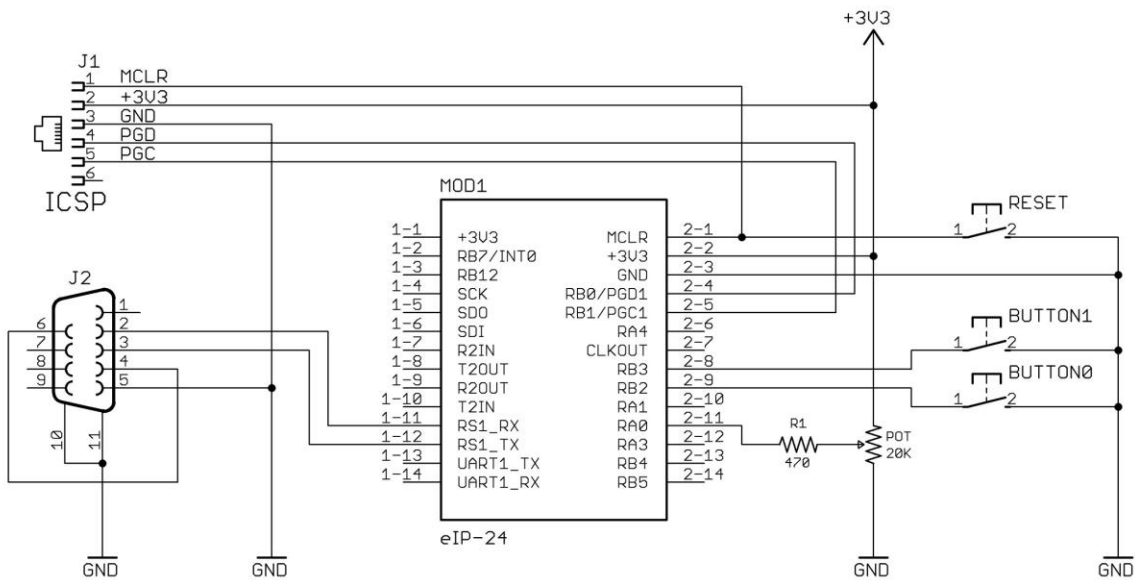 +3V3
J1
1 MCLR
2 +3V3
3 GND
4 PGD
5 PGC
6
ICSP
MOD1
1-1 +3V3 MCLR 2-1
1-2 RB7/INT0 +3V3 2-2
1-3 RB12 GND 2-3
1-4 SCK RB0/PGD1 2-4
1-5 SDO RB1/PGC1 2-5
1-6 SDI RA4 2-6
1-7 R2IN CLKOUT 2-7
1-8 T2OUT RB3 2-8
1-9 R2OUT RB2 2-9
1-10 T2IN RA1 2-10
1-11 RS1_RX RA0 2-11
1-12 RS1_TX RA3 2-12
1-13 UART1_TX RB4 2-13
1-14 UART1_RX RB5 2-14
eIP-24
RESET
1 2
BUTTON1
1 2
BUTTON0
1 2
J2
1
6 2
7 3
8 4
9 5
10 11
R1
470
POT
20K
GND
GND
GND
GND